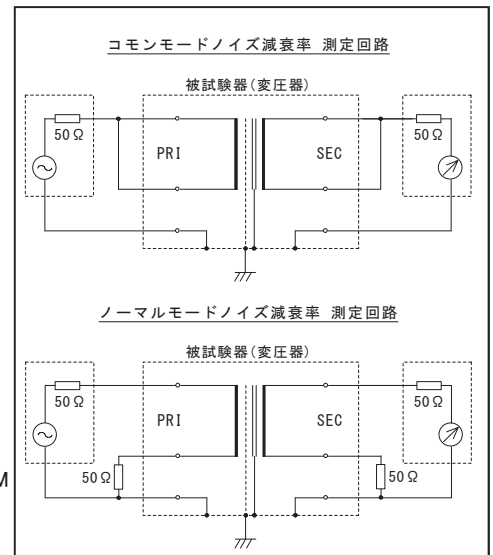 コモンモードノイズ減衰率 測定回路
被試験器(変圧器)
50Ω
PRI
SEC
50Ω
ノーマルモードノイズ減衰率 測定回路
被試験器(変圧器)
50Ω
PRI
SEC
50Ω
50Ω
50Ω
M